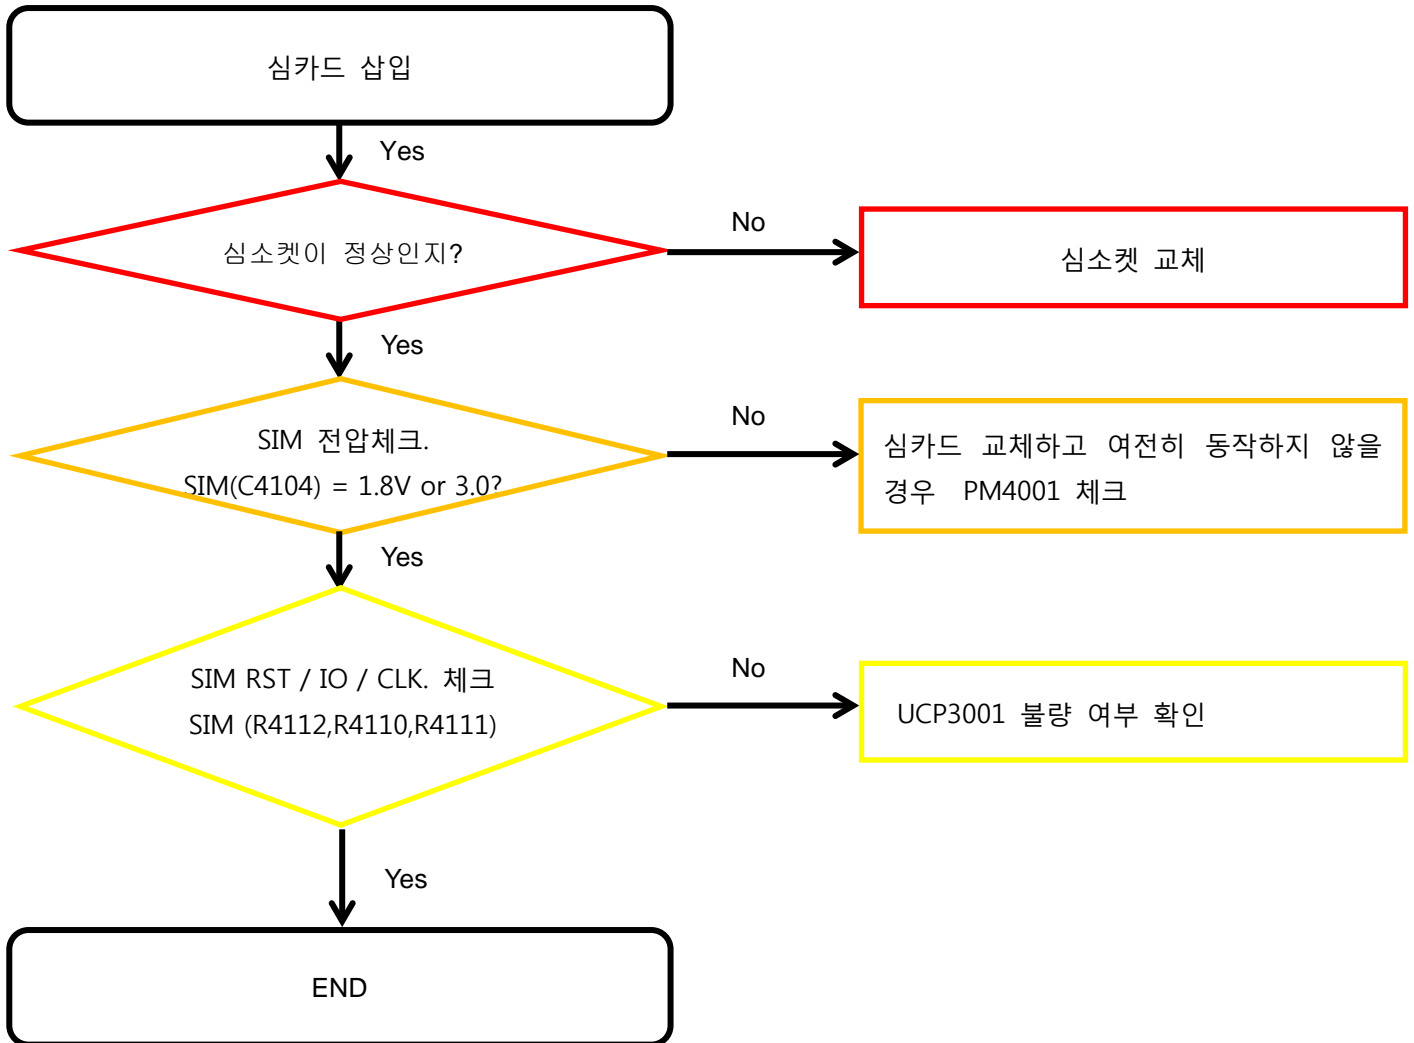 심카드 삽입
Yes
심소켓이 정상인지?
No
심소켓 교체
Yes
SIM 전압체크.
SIM(C4104) = 1.8V or 3.0?
No
심카드 교체하고 여전히 동작하지 않을
경우 PM4001 체크
Yes
SIM RST / IO / CLK. 체크
SIM (R4112,R4110,R4111)
No
UCP3001 불량 여부 확인
Yes
END